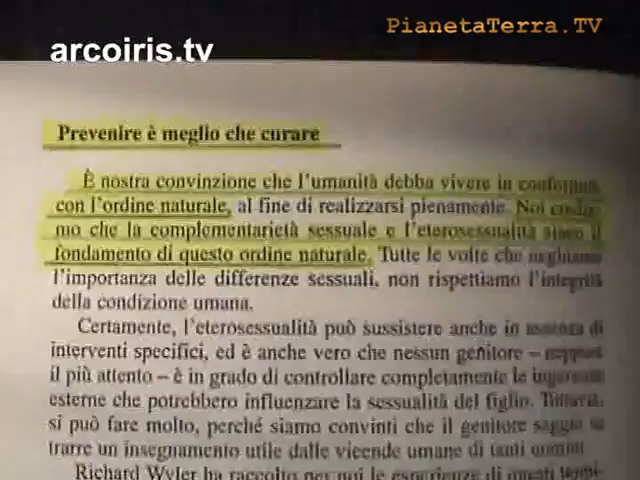 PianetaTerra.TV
arcoiris.tv
Prevenire è meglio che curare
È nostra convinzione che l'umanità debba vivere in conformità
con l'ordine naturale, al fine di realizzarsi pienamente. Noi credia-
mo che la complementarietà sessuale e l'eterosessualità siano il
fondamento di questo ordine naturale. Tutte le volte che neghiamo
l'importanza delle differenze sessuali, non rispettiamo l'integrità
della condizione umana.
Certamente, l'eterosessualità può sussistere anche in assenza di
interventi specifici, ed è anche vero che nessun genitore – neppure
il più attento – è in grado di controllare completamente le ingerenze
esterne che potrebbero influenzare la sessualità del figlio. Tuttavia,
si può fare molto, perché siamo convinti che il genitore saggio sa
trarre un insegnamento utile dalle vicende umane di tanti uomini.
Richard Wyler ha raccolto per noi le esperienze di questi uomi-